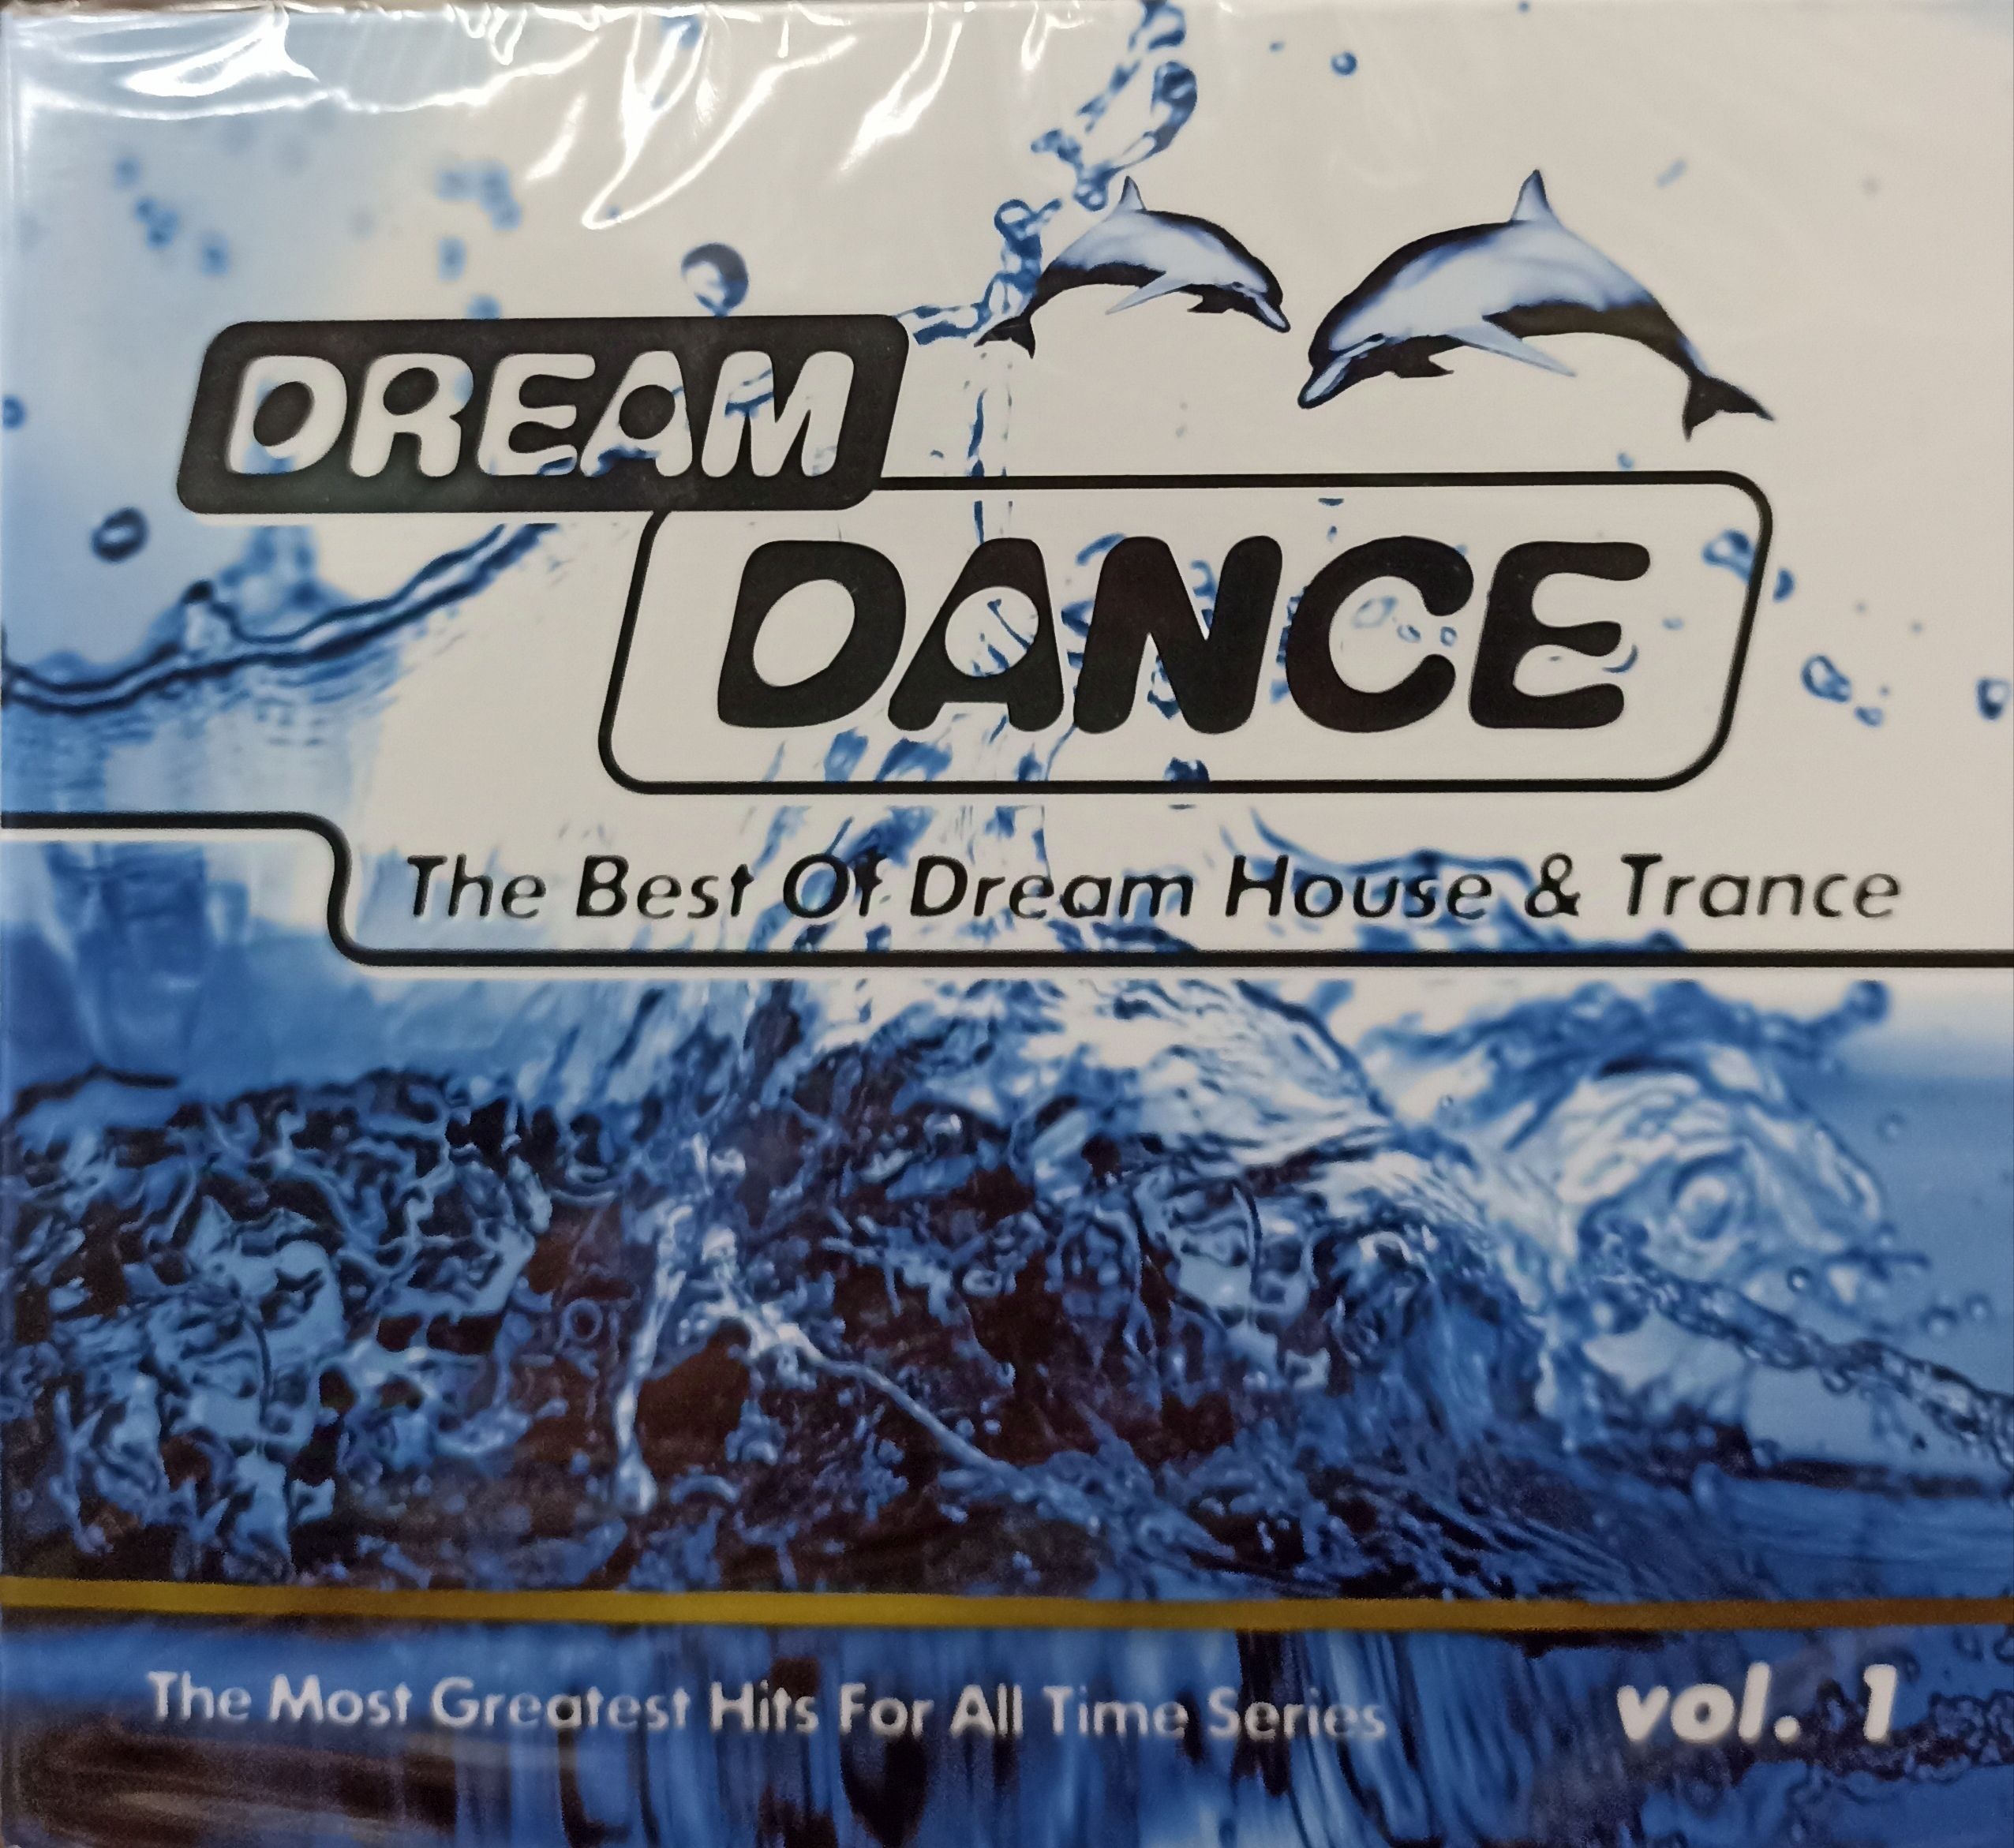 DREAM
DANCE
The Best Of Dream House & Trance
The Most Greatest Hits For All Time Series
vol. 1